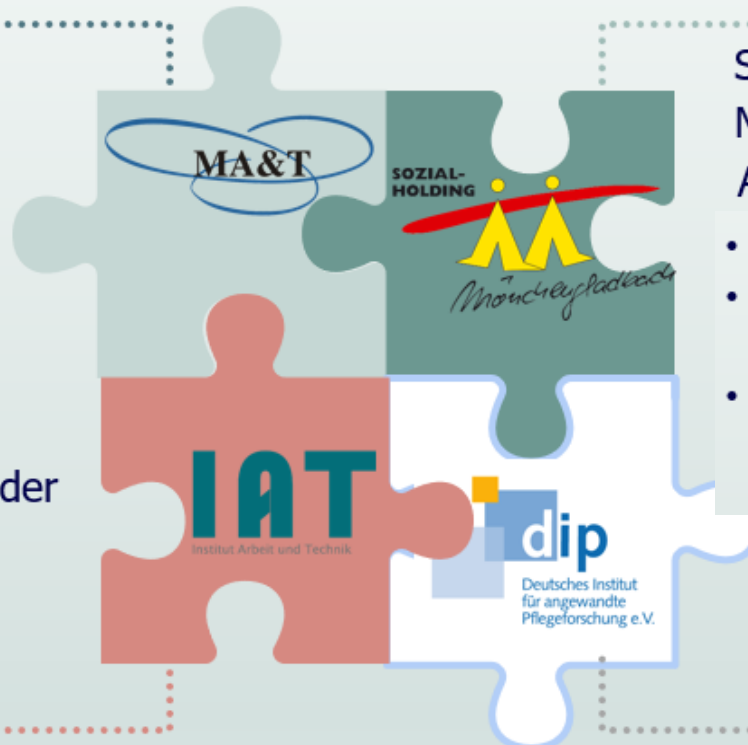 MA&T
SOZIAL-
HOLDING
Mönchengladbach
S
M
A
•
•
•
der
IAT
Institut Arbeit und Technik
dip
Deutsches Institut
für angewandte
Pflegeforschung e.V.